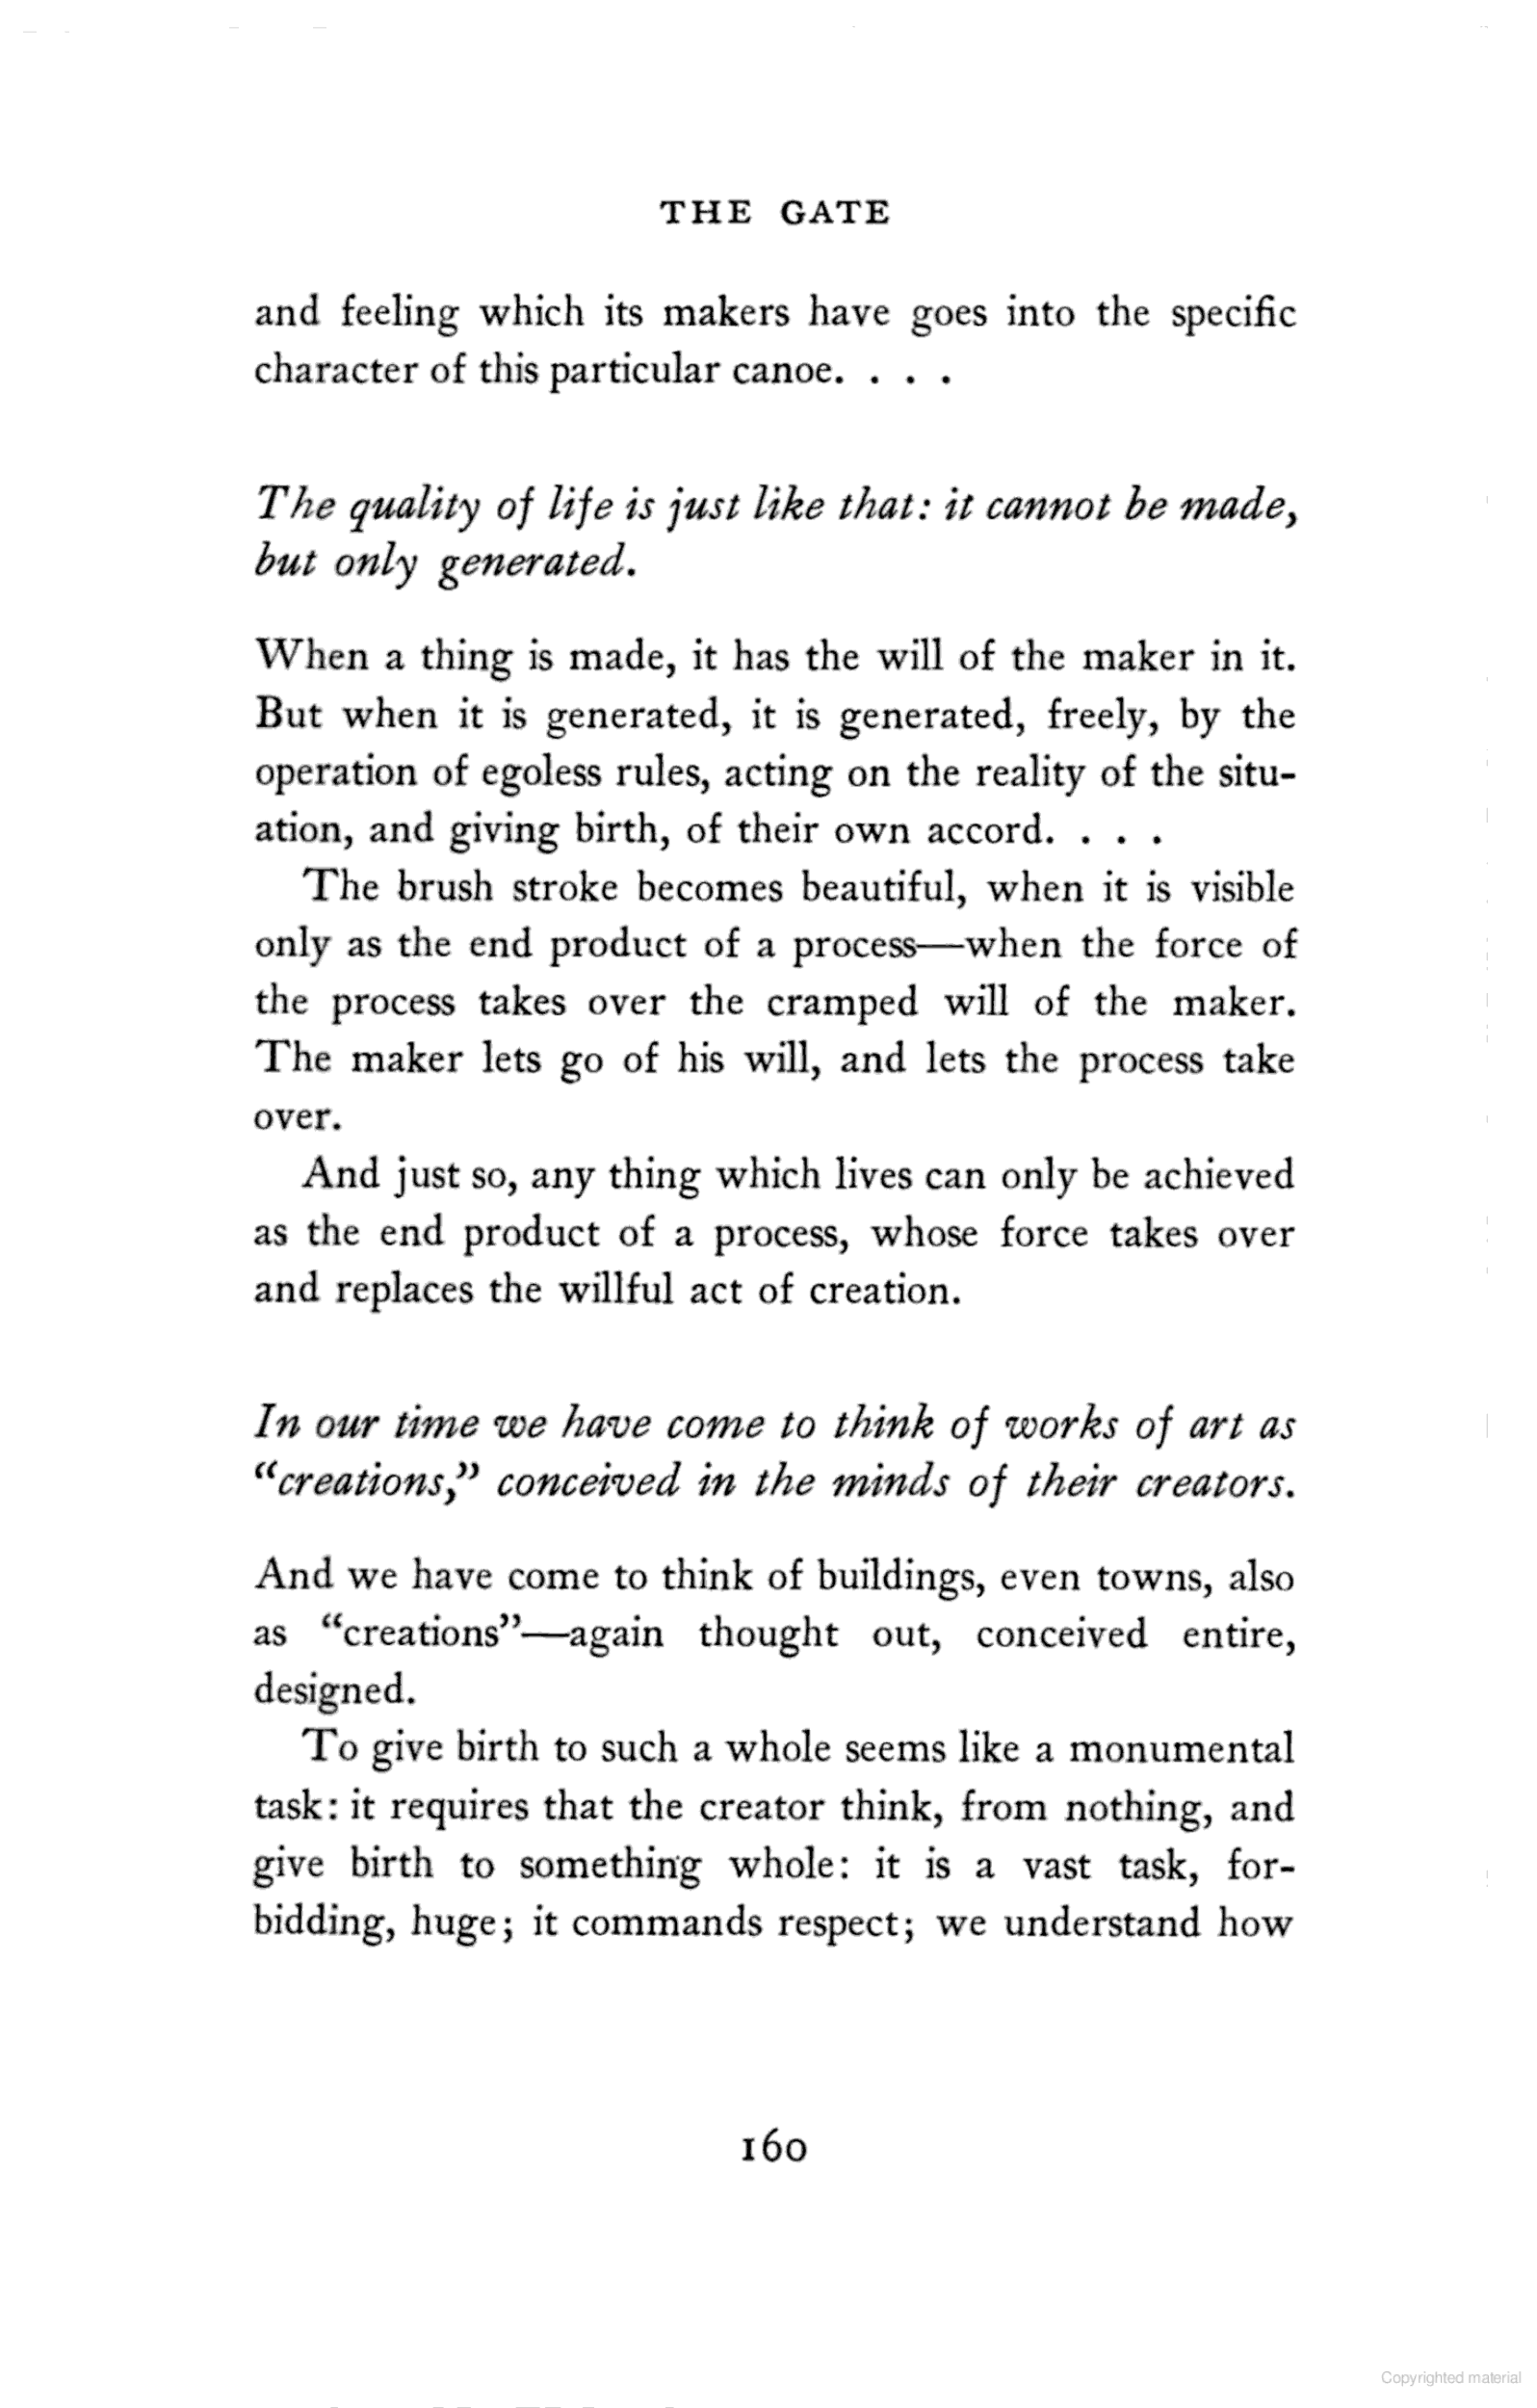 THE GATE
and feeling which its makers have goes into the specific
character of this particular canoe. . . .
The quality of life is just like that: it cannot be made,
but only generated.
When a thing is made, it has the will of the maker in it.
But when it is generated, it is generated, freely, by the
operation of egoless rules, acting on the reality of the situ-
ation, and giving birth, of their own accord. . . .
The brush stroke becomes beautiful, when it is visible
only as the end product of a process—when the force of
the process takes over the cramped will of the maker.
The maker lets go of his will, and lets the process take
over.
And just so, any thing which lives can only be achieved
as the end product of a process, whose force takes over
and replaces the willful act of creation.
In our time we have come to think of works of art as
“creations,” conceived in the minds of their creators.
And we have come to think of buildings, even towns, also
as “creations”—again thought out, conceived entire,
designed.
To give birth to such a whole seems like a monumental
task: it requires that the creator think, from nothing, and
give birth to something whole: it is a vast task, for-
bidding, huge; it commands respect; we understand how
160
Copyrighted material